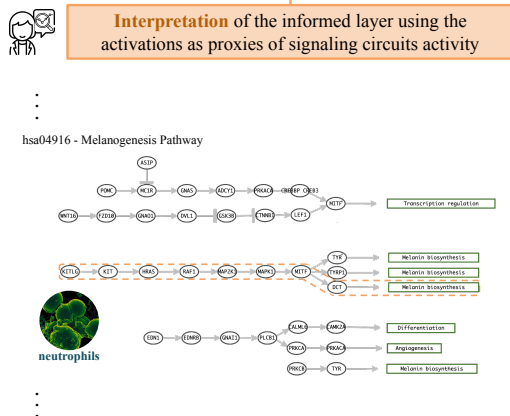 Interpretation of the informed layer using the
activations as proxies of signaling circuits activity
hsa04916 - Melanogenesis Pathway
ASIP
POMC MC1R GNAS ADCY1 PRKACA CREBBP CREB3
MITF Transcription regulation
WNT16 FZD10 GNAO1 DVL1 GSK3B CTNNB1 LEF1
TYR Melanin biosynthesis
KITLG KIT HRAS RAF1 MAP2K1 MAPK1 MITF TYRP1 Melanin biosynthesis
DCT Melanin biosynthesis
neutrophils
CALML6 CAMK2A Differentiation
EDN1 EDNRB GNAI1 PLCB1
PRKCA PRKACA Angiogenesis
PRKCB TYR Melanin biosynthesis